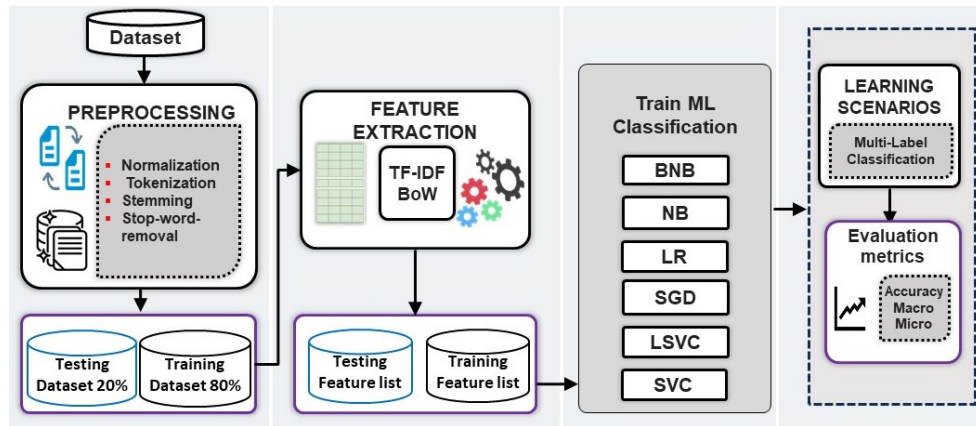 Dataset
PREPROCESSING
Normalization
Tokenization
Stemming
Stop-word-
removal
Testing
Dataset 20%
Training
Dataset 80%
FEATURE
EXTRACTION
TF-IDF
BoW
Testing
Feature list
Training
Feature list
Train ML
Classification
BNB
NB
LR
SGD
LSVC
SVC
LEARNING
SCENARIOS
Multi-Label
Classification
Evaluation
metrics
Accuracy
Macro
Micro